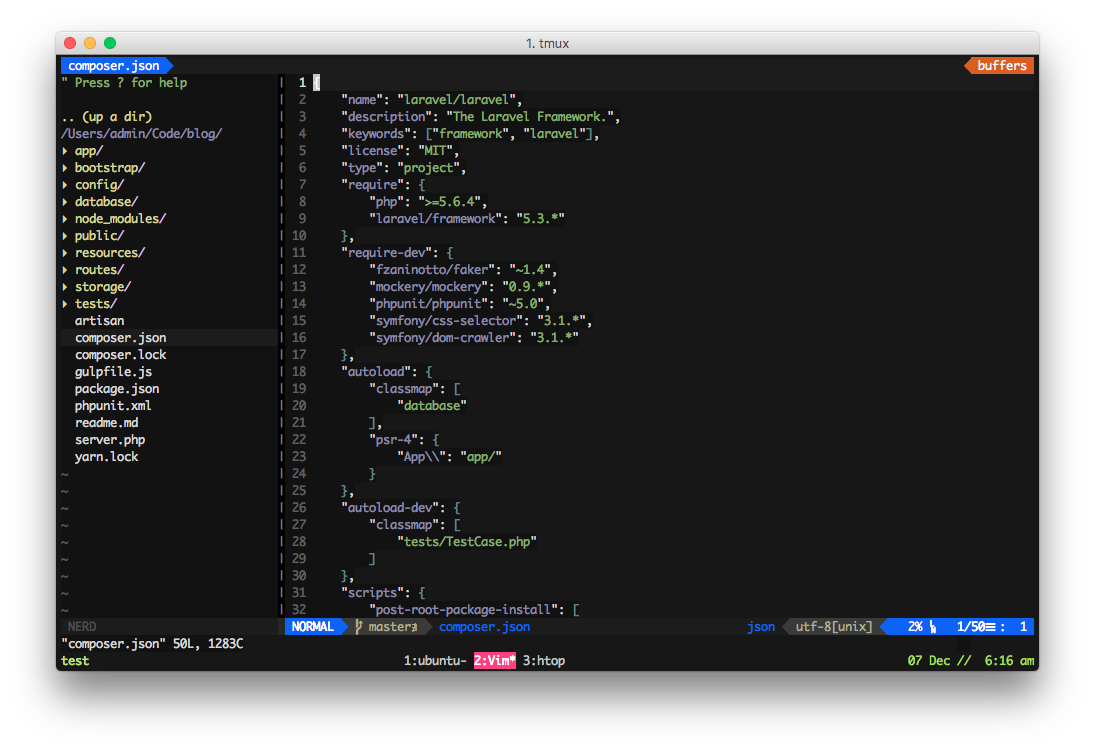 1. tmux
composer.json
buffers
" Press ? for help
.. (up a dir)
/Users/admin/Code/blog/
▸ app/
▸ bootstrap/
▸ config/
▸ database/
▸ node_modules/
▸ public/
▸ resources/
▸ routes/
▸ storage/
▸ tests/
artisan
composer.json
composer.lock
gulpfile.js
package.json
phpunit.xml
readme.md
server.php
yarn.lock
~
~
~
~
~
~
~
~
~
1 {
2     "name": "laravel/laravel",
3     "description": "The Laravel Framework.",
4     "keywords": ["framework", "laravel"],
5     "license": "MIT",
6     "type": "project",
7     "require": {
8         "php": ">=5.6.4",
9         "laravel/framework": "5.3.*"
10     },
11     "require-dev": {
12         "fzaninotto/faker": "~1.4",
13         "mockery/mockery": "0.9.*",
14         "phpunit/phpunit": "~5.0",
15         "symfony/css-selector": "3.1.*",
16         "symfony/dom-crawler": "3.1.*"
17     },
18     "autoload": {
19         "classmap": [
20             "database"
21         ],
22         "psr-4": {
23             "App\\": "app/"
24         }
25     },
26     "autoload-dev": {
27         "classmap": [
28             "tests/TestCase.php"
29         ]
30     },
31     "scripts": {
32         "post-root-package-install": [
NERD
NORMAL master composer.json json utf-8[unix] 2% 1/50 : 1
"composer.json" 50L, 1283C
test 1:ubuntu- 2:Vim* 3:htop 07 Dec // 6:16 am